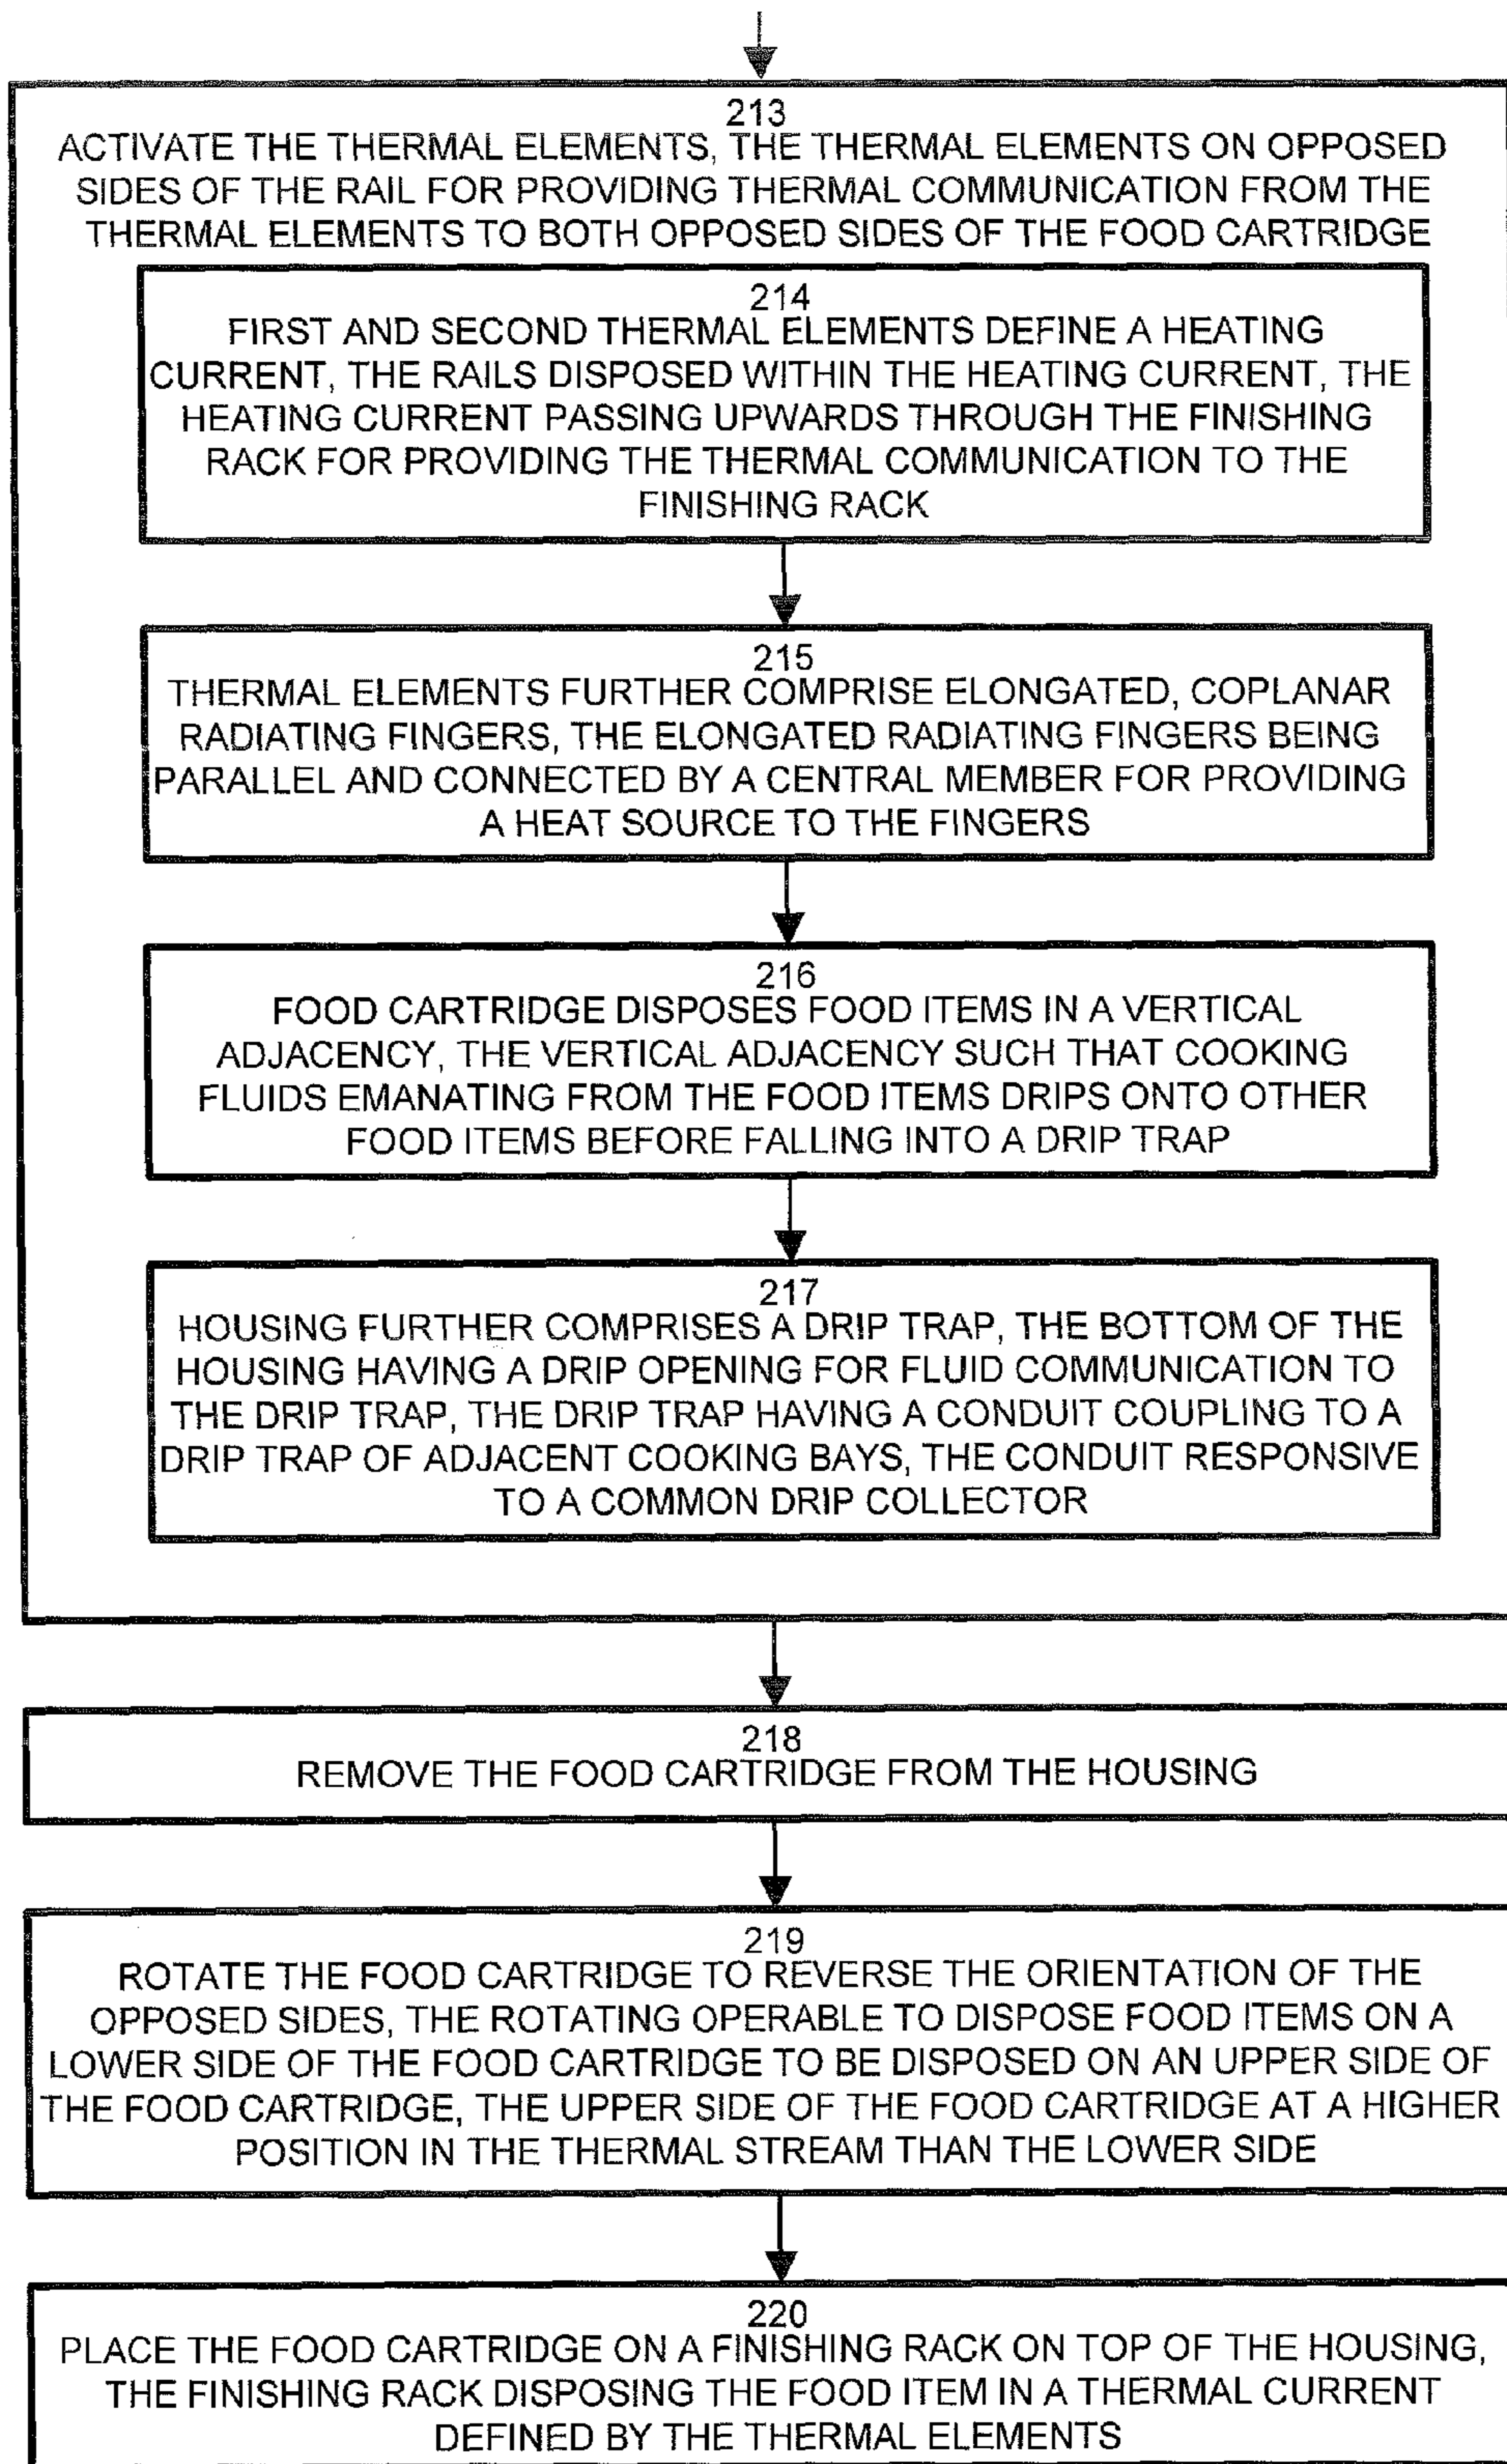 213
ACTIVATE THE THERMAL ELEMENTS, THE THERMAL ELEMENTS ON OPPOSED
SIDES OF THE RAIL FOR PROVIDING THERMAL COMMUNICATION FROM THE
THERMAL ELEMENTS TO BOTH OPPOSED SIDES OF THE FOOD CARTRIDGE
214
FIRST AND SECOND THERMAL ELEMENTS DEFINE A HEATING
CURRENT, THE RAILS DISPOSED WITHIN THE HEATING CURRENT, THE
HEATING CURRENT PASSING UPWARDS THROUGH THE FINISHING
RACK FOR PROVIDING THE THERMAL COMMUNICATION TO THE
FINISHING RACK
215
THERMAL ELEMENTS FURTHER COMPRISE ELONGATED, COPLANAR
RADIATING FINGERS, THE ELONGATED RADIATING FINGERS BEING
PARALLEL AND CONNECTED BY A CENTRAL MEMBER FOR PROVIDING
A HEAT SOURCE TO THE FINGERS
216
FOOD CARTRIDGE DISPOSES FOOD ITEMS IN A VERTICAL
ADJACENCY, THE VERTICAL ADJACENCY SUCH THAT COOKING
FLUIDS EMANATING FROM THE FOOD ITEMS DRIPS ONTO OTHER
FOOD ITEMS BEFORE FALLING INTO A DRIP TRAP
217
HOUSING FURTHER COMPRISES A DRIP TRAP, THE BOTTOM OF THE
HOUSING HAVING A DRIP OPENING FOR FLUID COMMUNICATION TO
THE DRIP TRAP, THE DRIP TRAP HAVING A CONDUIT COUPLING TO A
DRIP TRAP OF ADJACENT COOKING BAYS, THE CONDUIT RESPONSIVE
TO A COMMON DRIP COLLECTOR
218
REMOVE THE FOOD CARTRIDGE FROM THE HOUSING
219
ROTATE THE FOOD CARTRIDGE TO REVERSE THE ORIENTATION OF THE
OPPOSED SIDES, THE ROTATING OPERABLE TO DISPOSE FOOD ITEMS ON A
LOWER SIDE OF THE FOOD CARTRIDGE TO BE DISPOSED ON AN UPPER SIDE OF
THE FOOD CARTRIDGE, THE UPPER SIDE OF THE FOOD CARTRIDGE AT A HIGHER
POSITION IN THE THERMAL STREAM THAN THE LOWER SIDE
220
PLACE THE FOOD CARTRIDGE ON A FINISHING RACK ON TOP OF THE HOUSING,
THE FINISHING RACK DISPOSING THE FOOD ITEM IN A THERMAL CURRENT
DEFINED BY THE THERMAL ELEMENTS